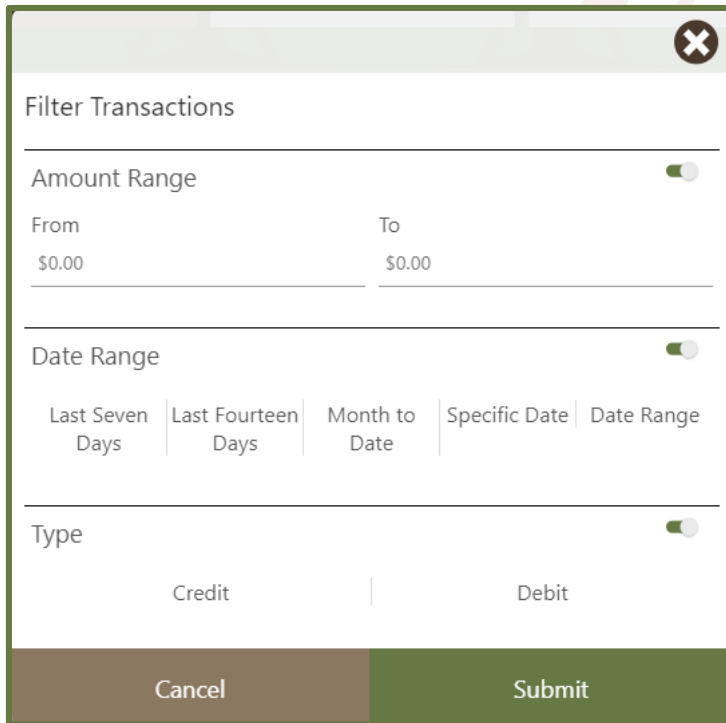 Filter Transactions
Amount Range
From To
$0.00 $0.00
Date Range
Last Seven Days
Last Fourteen Days
Month to Date
Specific Date
Date Range
Type
Credit Debit
Cancel Submit